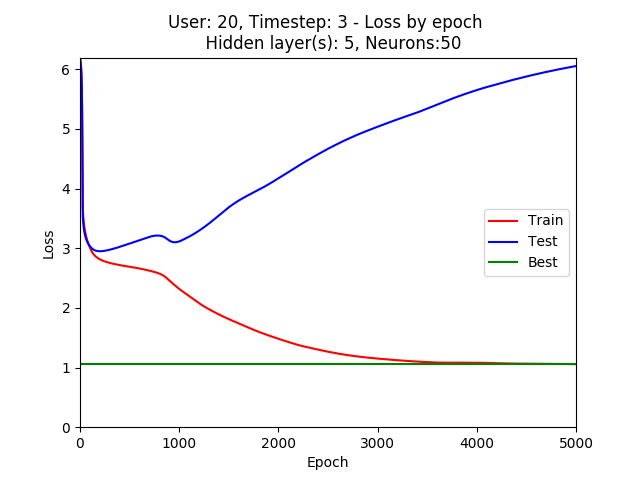 User: 20, Timestep: 3 - Loss by epoch
Hidden layer(s): 5, Neurons:50
6
5
4
3
2
1
0
Loss
Train
Test
Best
0 1000 2000 3000 4000 5000
Epoch